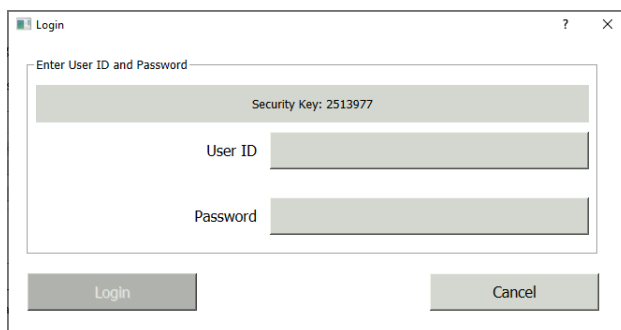 Login
?
Enter User ID and Password
Security Key: 2513977
User ID
Password
Login
Cancel